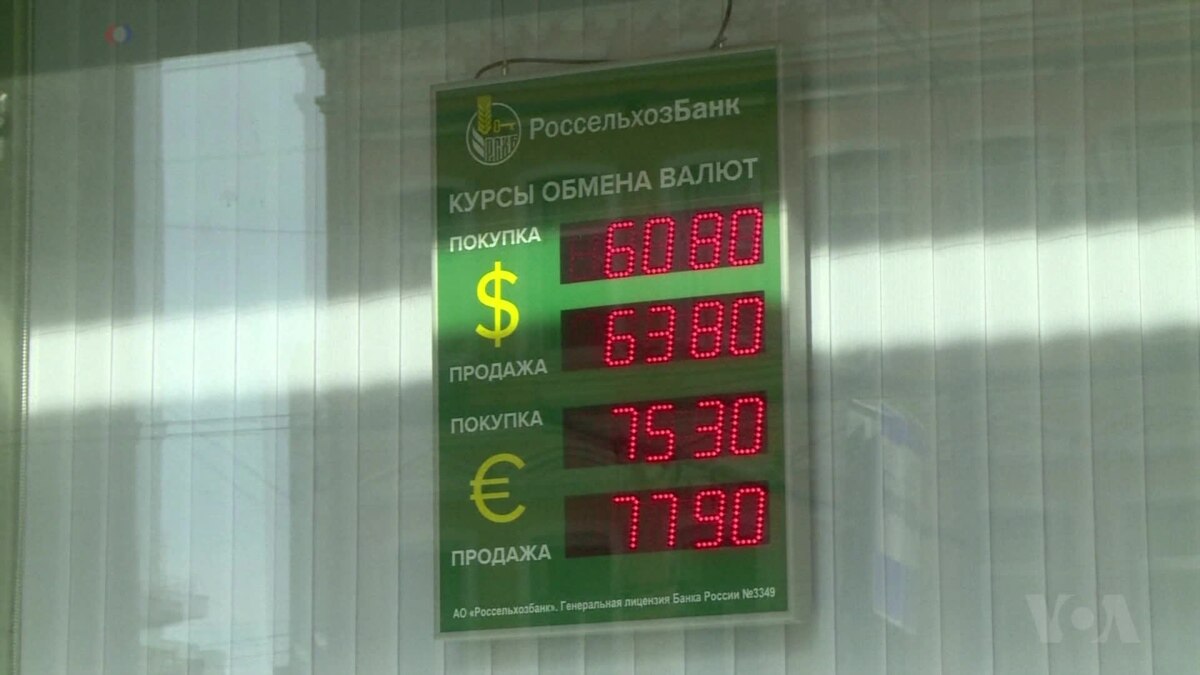 РоссельхозБанк
РСХБ
КУРСЫ ОБМЕНА ВАЛЮТ
ПОКУПКА
6080
$
6380
ПРОДАЖА
ПОКУПКА
7530
€
7790
ПРОДАЖА
АО «Россельхозбанк». Генеральная лицензия Банка России №3349
VOA